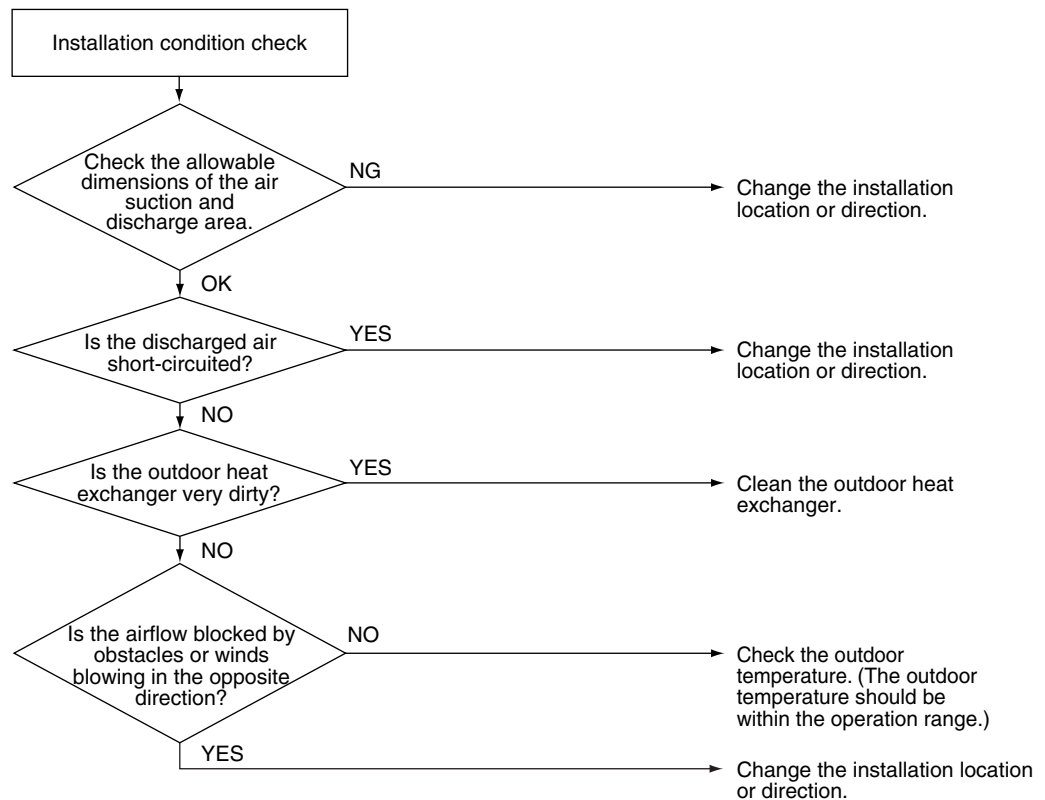 Installation condition check
Check the allowable
dimensions of the air
suction and
discharge area.
NG
Change the installation
location or direction.
OK
Is the discharged air
short-circuited?
YES
Change the installation
location or direction.
NO
Is the outdoor heat
exchanger very dirty?
YES
Clean the outdoor heat
exchanger.
NO
Is the airflow blocked by
obstacles or winds
blowing in the opposite
direction?
NO
Check the outdoor
temperature. (The outdoor
temperature should be
within the operation range.)
YES
Change the installation location
or direction.